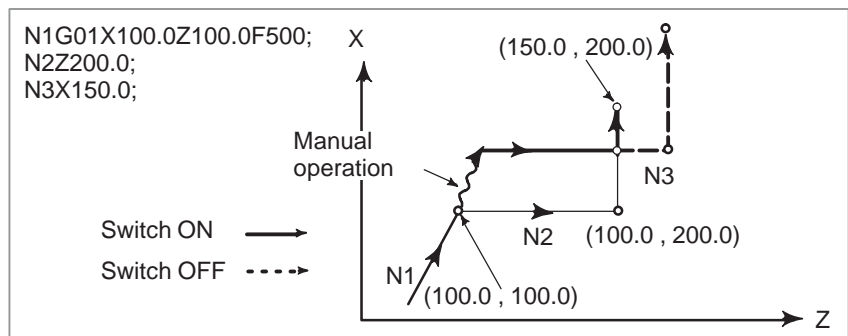 N1G01X100.0Z100.0F500;
N2Z200.0;
N3X150.0;
X
(150.0 , 200.0)
Manual
operation
N3
Switch ON
N2
(100.0 , 200.0)
Switch OFF
N1
(100.0 , 100.0)
Z